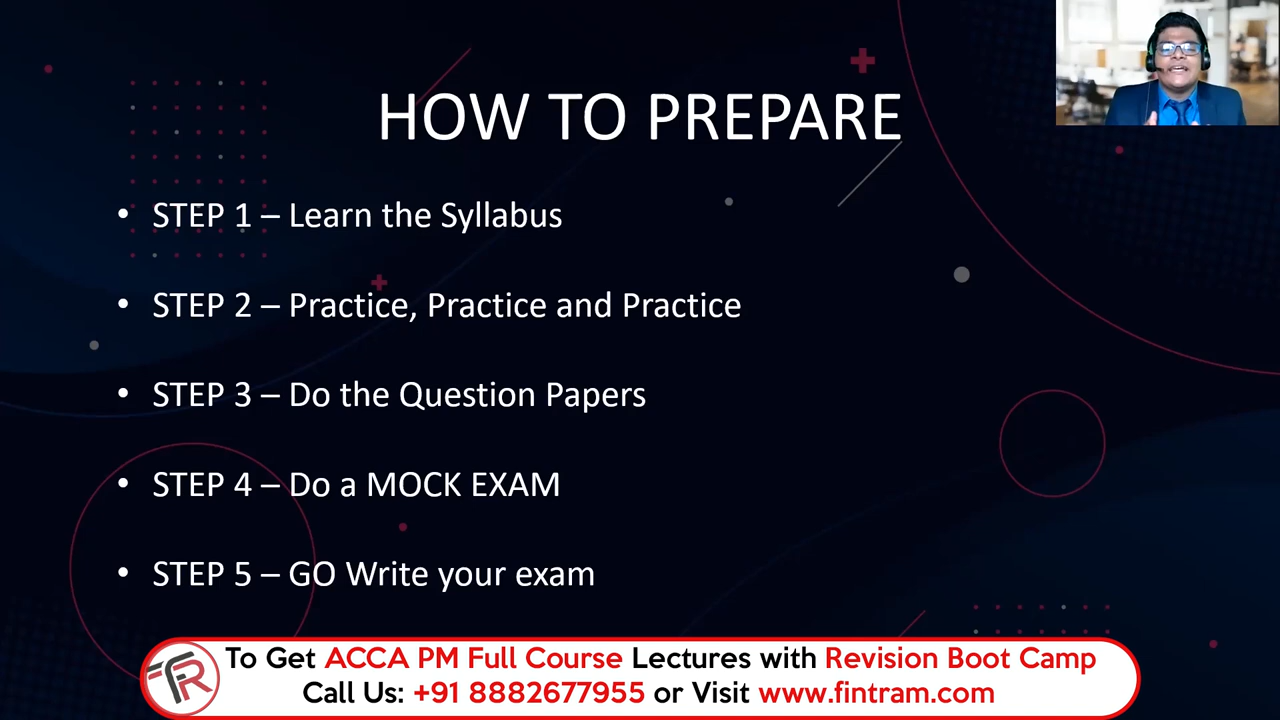 HOW TO PREPARE
• STEP 1 – Learn the Syllabus
• STEP 2 – Practice, Practice and Practice
• STEP 3 – Do the Question Papers
• STEP 4 – Do a MOCK EXAM
• STEP 5 – GO Write your exam
To Get ACCA PM Full Course Lectures with Revision Boot Camp
Call Us: +91 8882677955 or Visit www.fintram.com